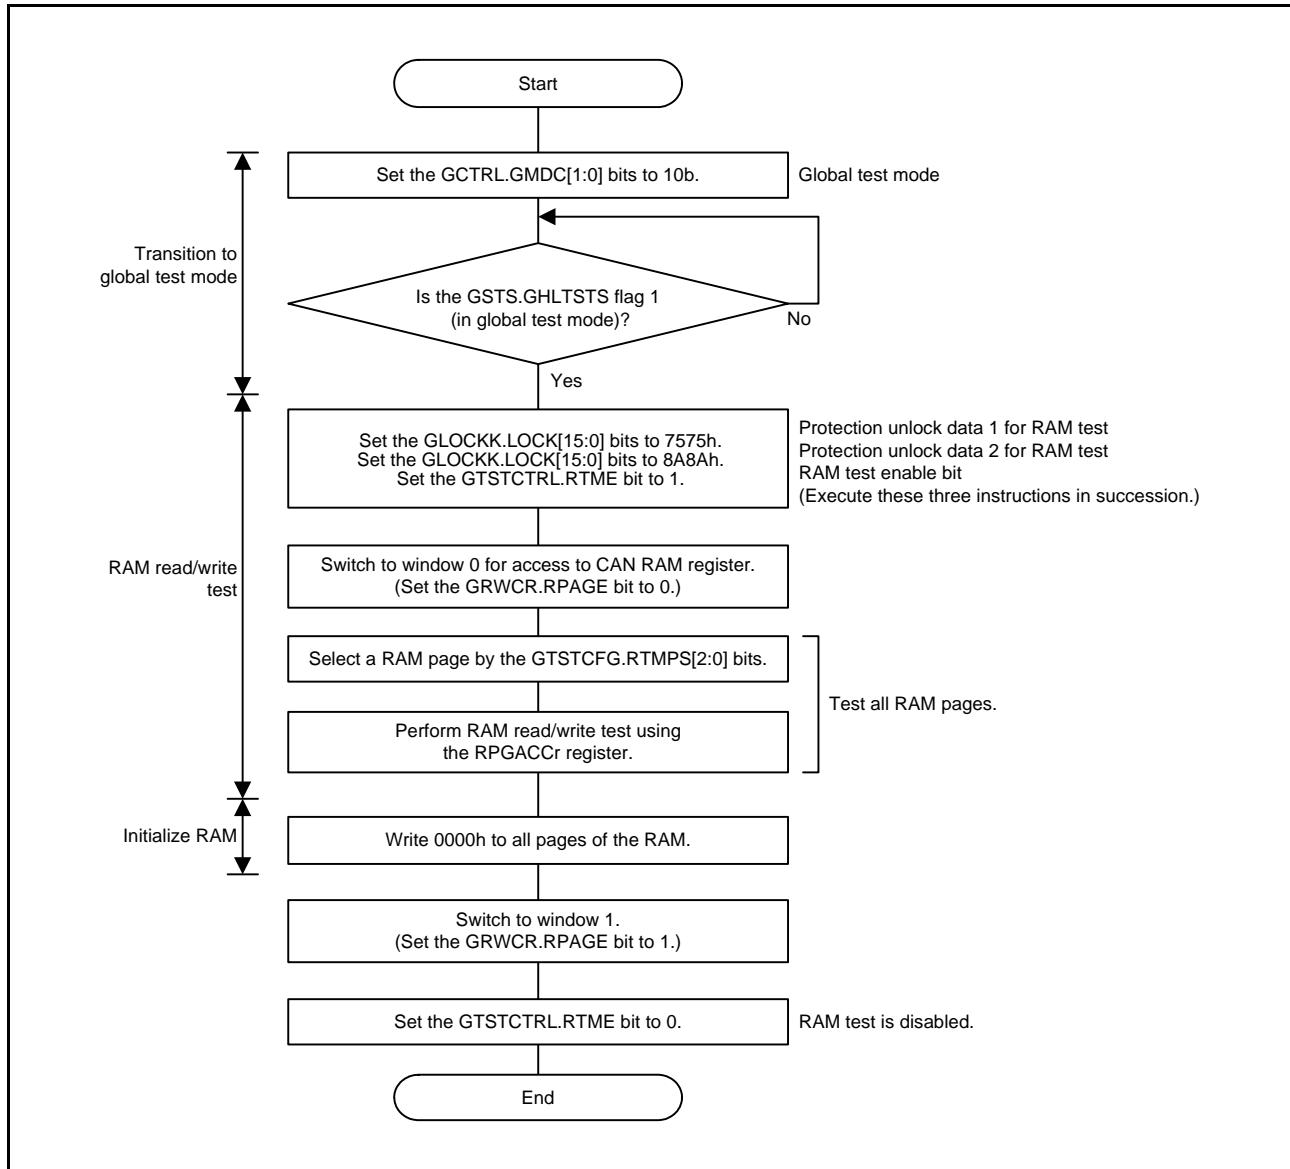 Start
Set the GCTRL.GMDC[1:0] bits to 10b.
Global test mode
Transition to
global test mode
Is the GSTS.GHLTSTS flag 1
(in global test mode)?
No
Yes
Set the GLOCKK.LOCK[15:0] bits to 7575h.
Set the GLOCKK.LOCK[15:0] bits to 8A8Ah.
Set the GTSTCTRL.RTME bit to 1.
Protection unlock data 1 for RAM test
Protection unlock data 2 for RAM test
RAM test enable bit
(Execute these three instructions in succession.)
RAM read/write
test
Switch to window 0 for access to CAN RAM register.
(Set the GRWCR.RPAGE bit to 0.)
Select a RAM page by the GTSTCFG.RTMPS[2:0] bits.
Test all RAM pages.
Perform RAM read/write test using
the RPGACCr register.
Initialize RAM
Write 0000h to all pages of the RAM.
Switch to window 1.
(Set the GRWCR.RPAGE bit to 1.)
Set the GTSTCTRL.RTME bit to 0.
RAM test is disabled.
End